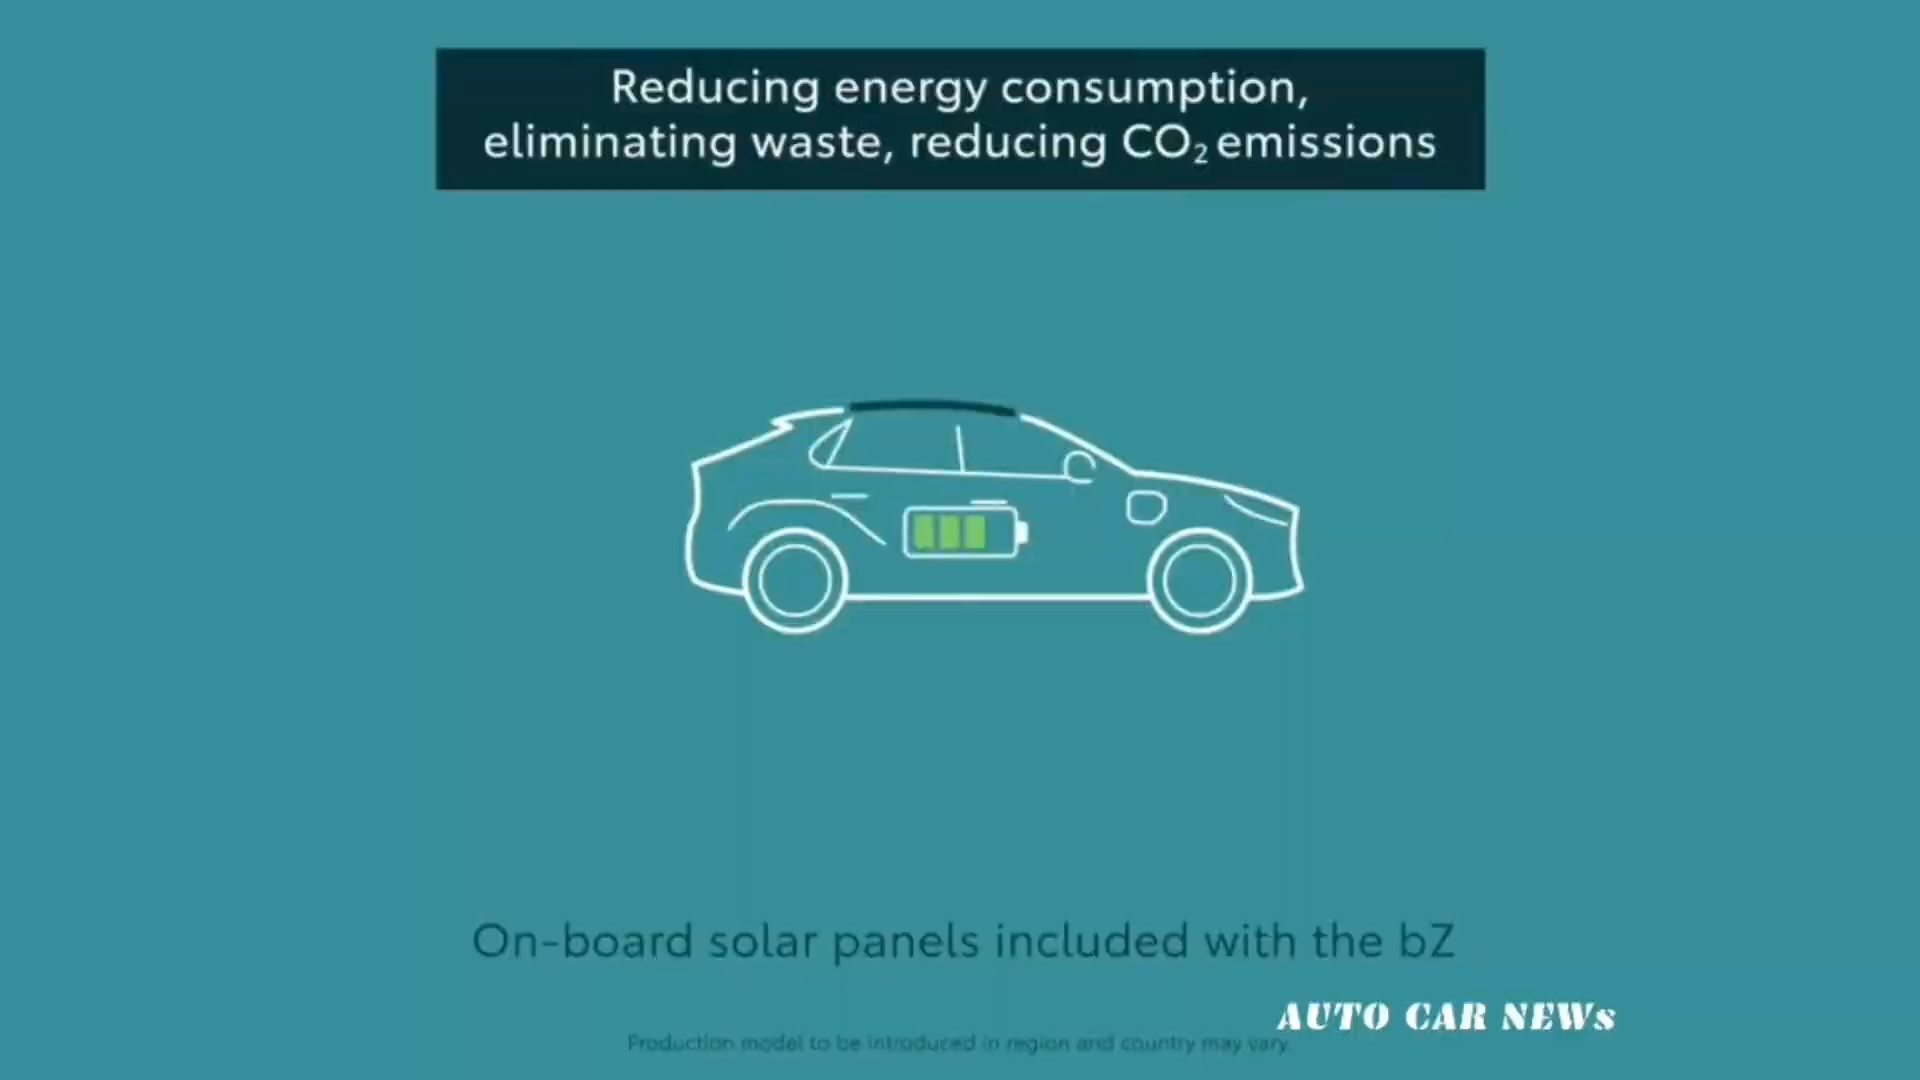 Reducing energy consumption,
eliminating waste, reducing CO₂ emissions
On-board solar panels included with the bZ
AUTO CAR NEWs
Production model to be introduced in region and country may vary.